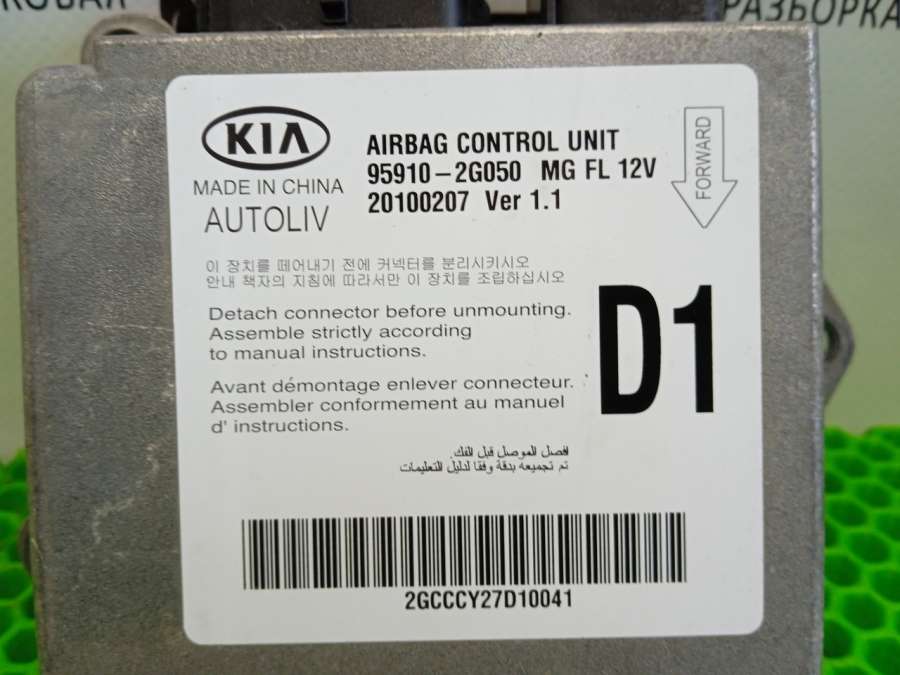 КОВАЯ
РАЗБОРКА
KIA
MADE IN CHINA
AUTOLIV
AIRBAG CONTROL UNIT
95910-2G050 MG FL 12V
20100207 Ver 1.1
FORWARD
이 장치를 떼어내기 전에 커넥터를 분리시키시오
안내 책자의 지침에 따라서만 이 장치를 조립하십시오
Detach connector before unmounting.
Assemble strictly according
to manual instructions.
D1
Avant démontage enlever connecteur.
Assembler conformement au manuel
d' instructions.
افصل الموصل قبل الفك.
تم تجميعه بدقة وفقا لدليل التعليمات
2GCCCY27D10041